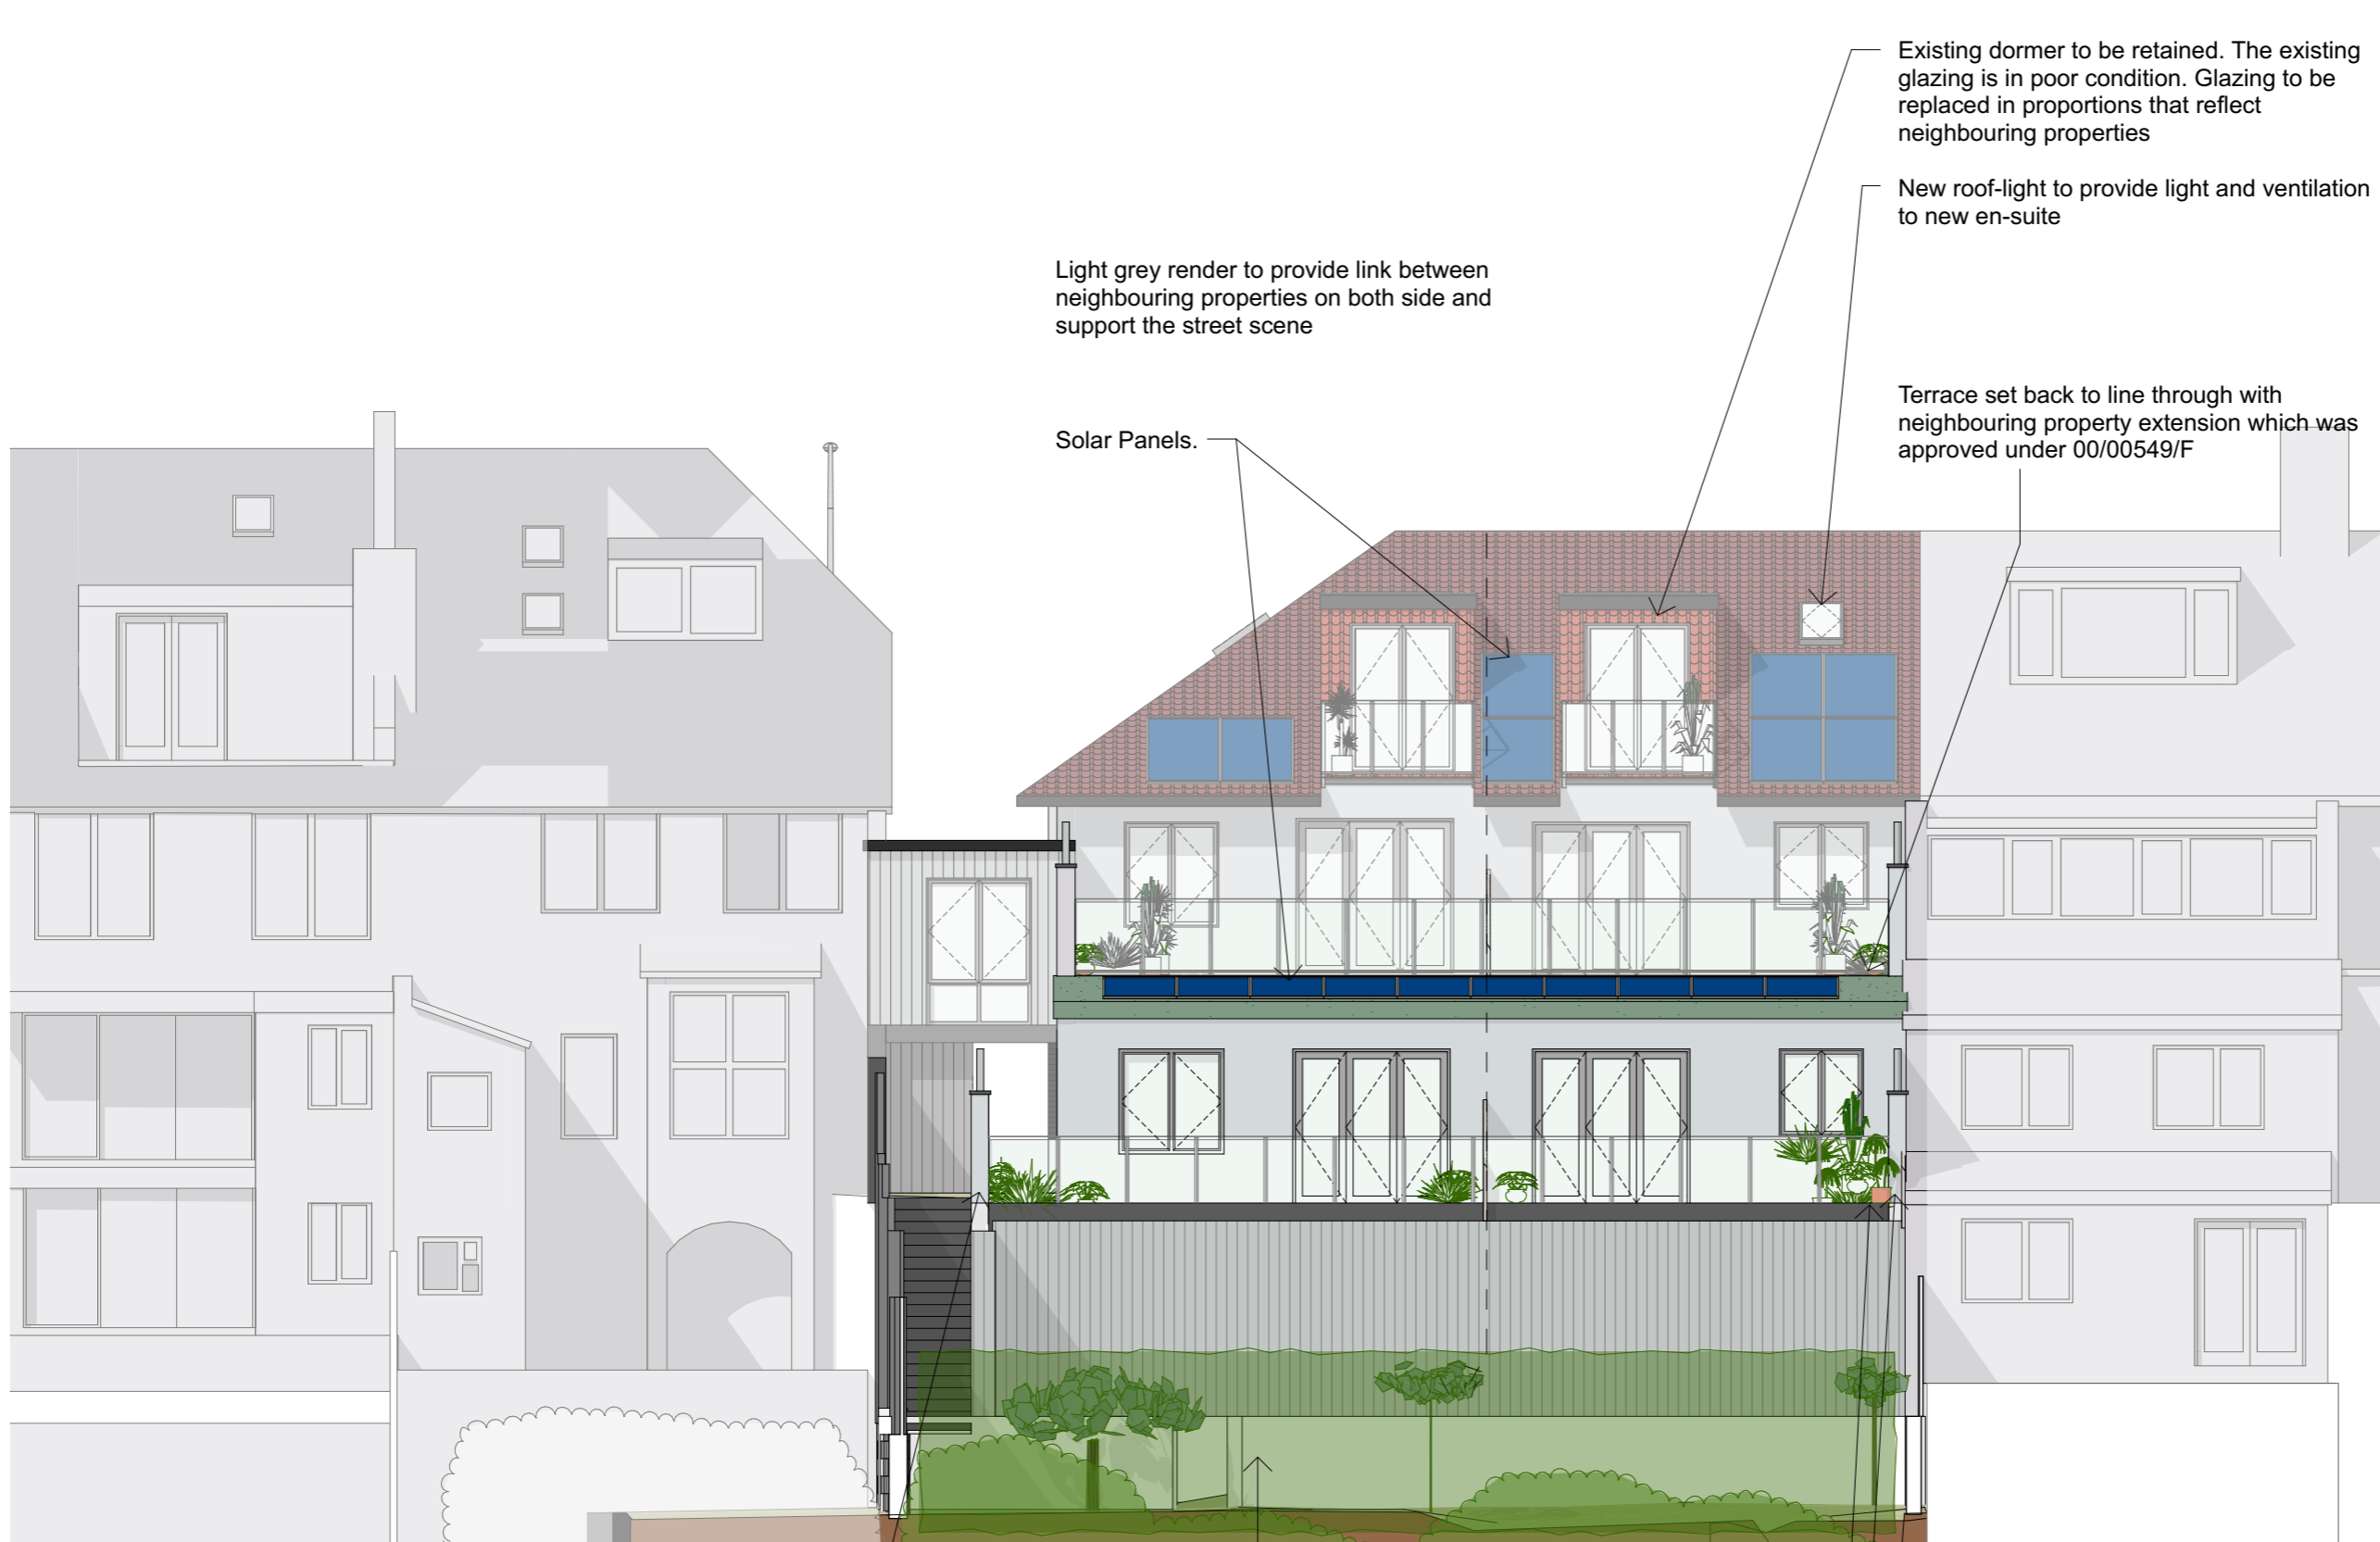 Existing dormer to be retained. The existing
glazing is in poor condition. Glazing to be
replaced in proportions that reflect
neighbouring properties
New roof-light to provide light and ventilation
to new en-suite
Light grey render to provide link between
neighbouring properties on both side and
support the street scene
Terrace set back to line through with
neighbouring property extension which was
approved under 00/00549/F
Solar Panels.